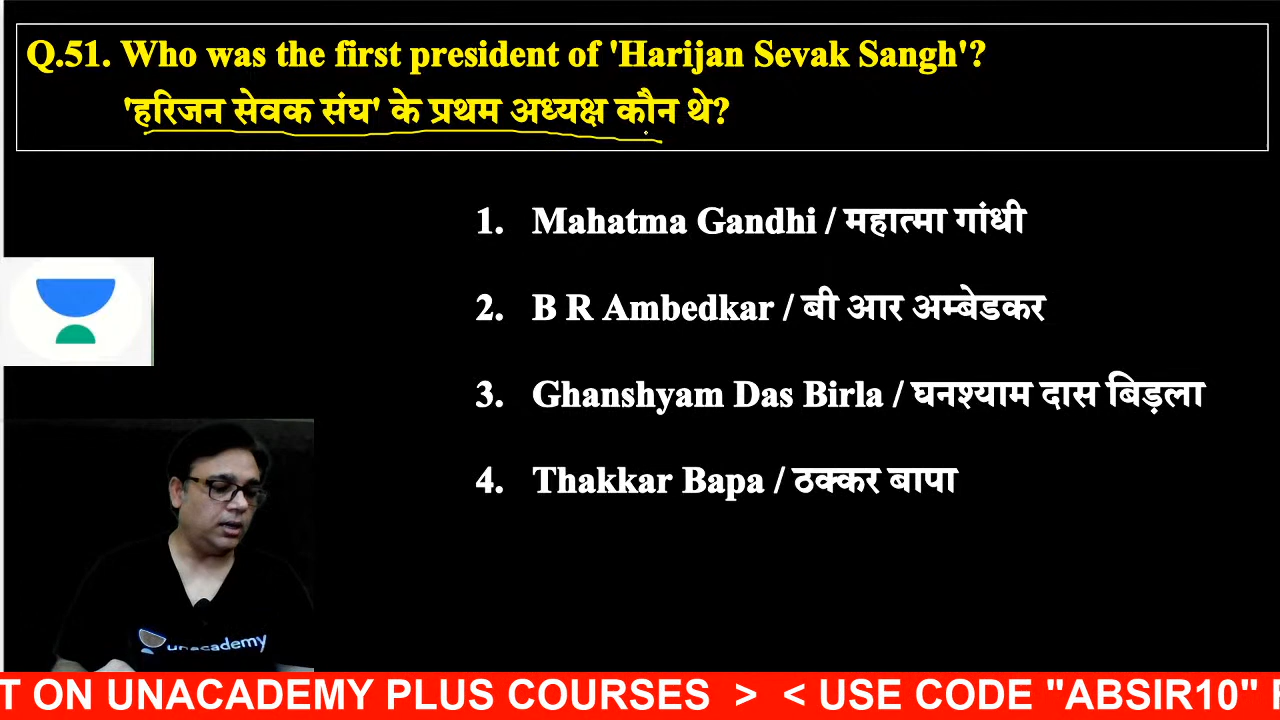 Q.51. Who was the first president of 'Harijan Sevak Sangh'?
'हरिजन सेवक संघ' के प्रथम अध्यक्ष कौन थे?
1. Mahatma Gandhi / महात्मा गांधी
2. B R Ambedkar / बी आर अम्बेडकर
3. Ghanshyam Das Birla / घनश्याम दास बिड़ला
4. Thakkar Bapa / ठक्कर बापा
unacademy
T ON UNACADEMY PLUS COURSES > < USE CODE "ABSIR10" F